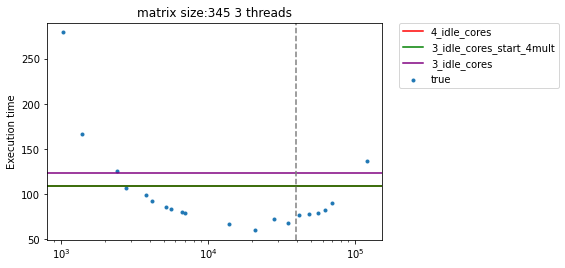 matrix size:345 3 threads
Execution time
250
200
150
100
50
10³
10⁴
10⁵
4_idle_cores
3_idle_cores_start_4mult
3_idle_cores
true